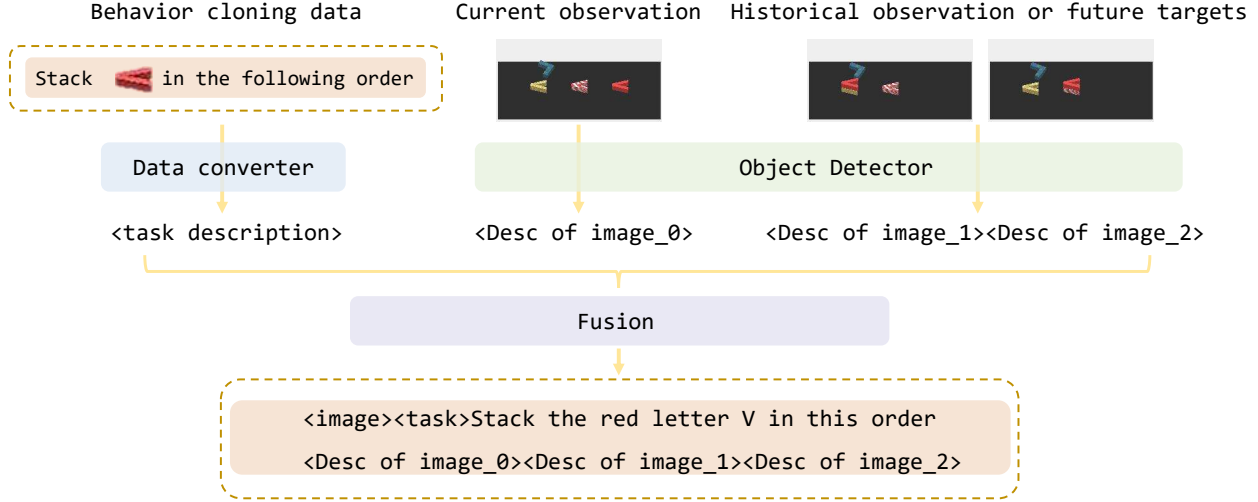 Behavior cloning data
Current observation
Historical observation or future targets
Stack in the following order
Data converter
Object Detector
<task description>
<Desc of image_0>
<Desc of image_1><Desc of image_2>
Fusion
<image><task>Stack the red letter V in this order
<Desc of image_0><Desc of image_1><Desc of image_2>